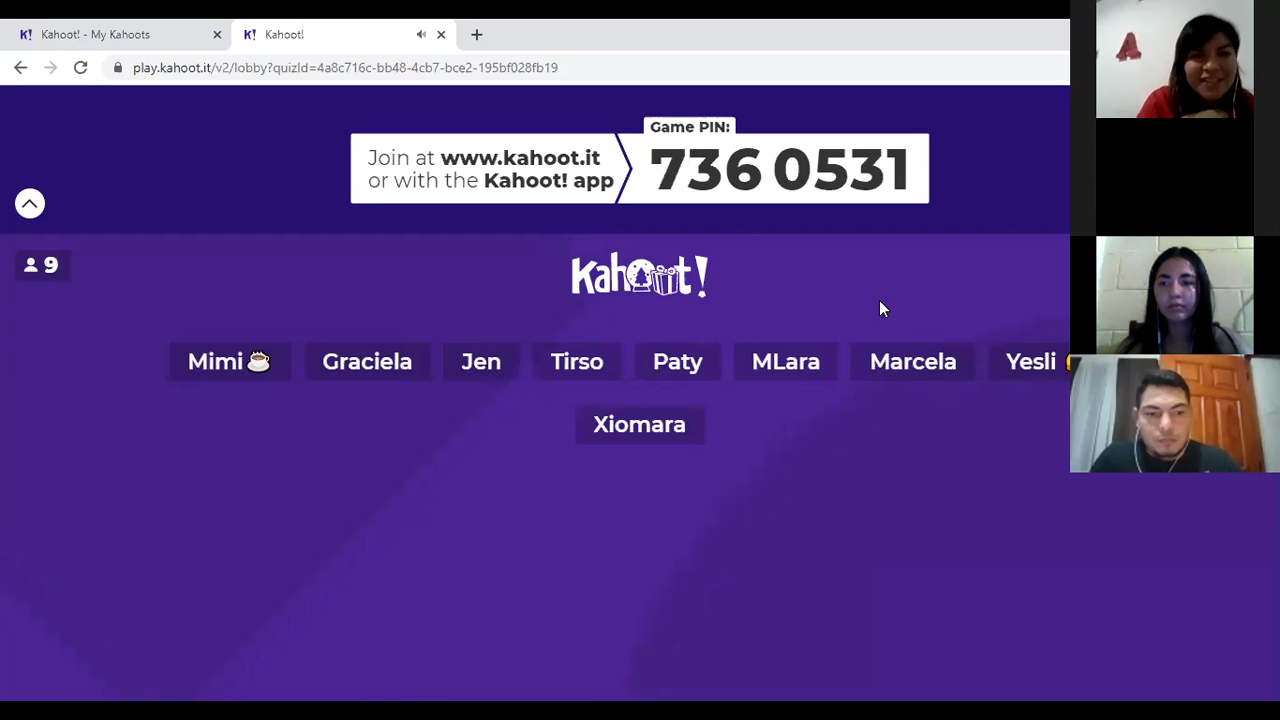 Kahoot! - My Kahoots
Kahoot!
play.kahoot.it/v2/lobby?quizId=4a8c716c-bb48-4cb7-bce2-195bf028fb19
Game PIN:
Join at www.kahoot.it
or with the Kahoot! app
736 0531
9
Kahoot!
Mimi☕ Graciela Jen Tirso Paty MLara Marcela Yesli
Xiomara